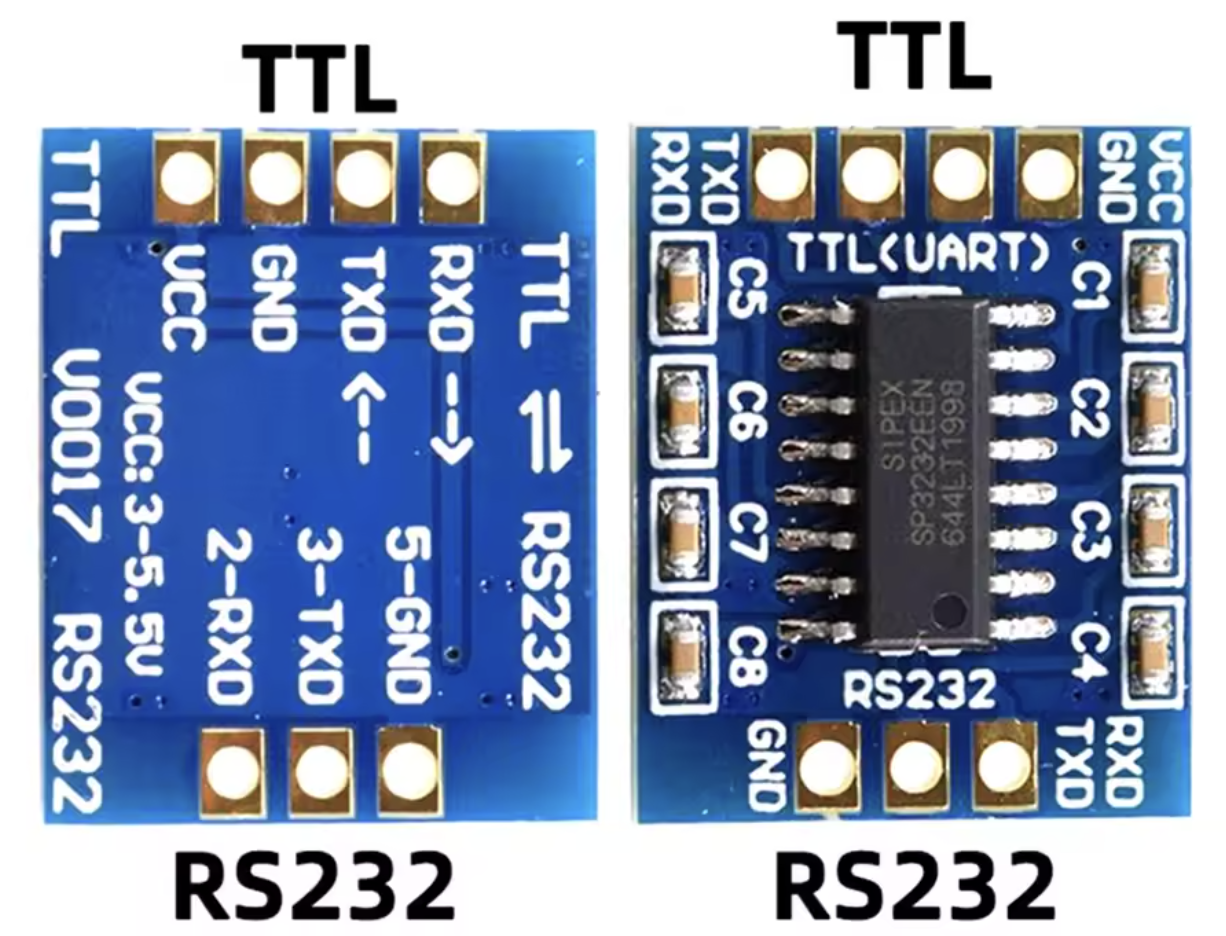 TTL
TTL
VCC
GND
TXD
RXD
TTL ⇌ RS232
<--
-->
V0017
VCC:3-5.5V
2-RXD
3-TXD
5-GND
RS232
RS232
TTL
RXD
TXD
GND
VCC
TTL(UART)
C5
C1
C6
C2
C7
C3
C8
C4
SIPEX
SP3232EEN
644LT1998
RS232
GND
TXD
RXD
RS232